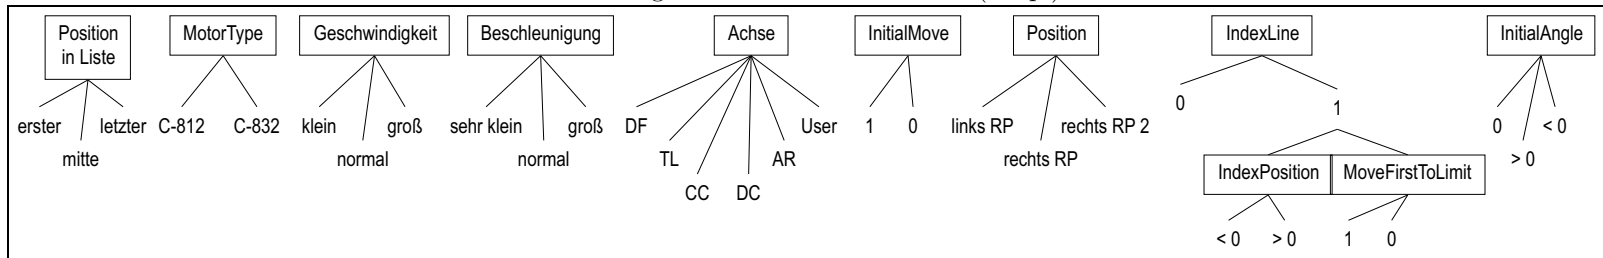 Position
in Liste
MotorType
Geschwindigkeit
Beschleunigung
Achse
InitialMove
Position
IndexLine
InitialAngle
erster
mitte
letzter
C-812
C-832
klein
normal
groß
sehr klein
normal
groß
DF
TL
CC
DC
AR
User
1
0
links RP
rechts RP
rechts RP 2
0
1
IndexPosition
MoveFirstToLimit
< 0
> 0
1
0
0
> 0
< 0